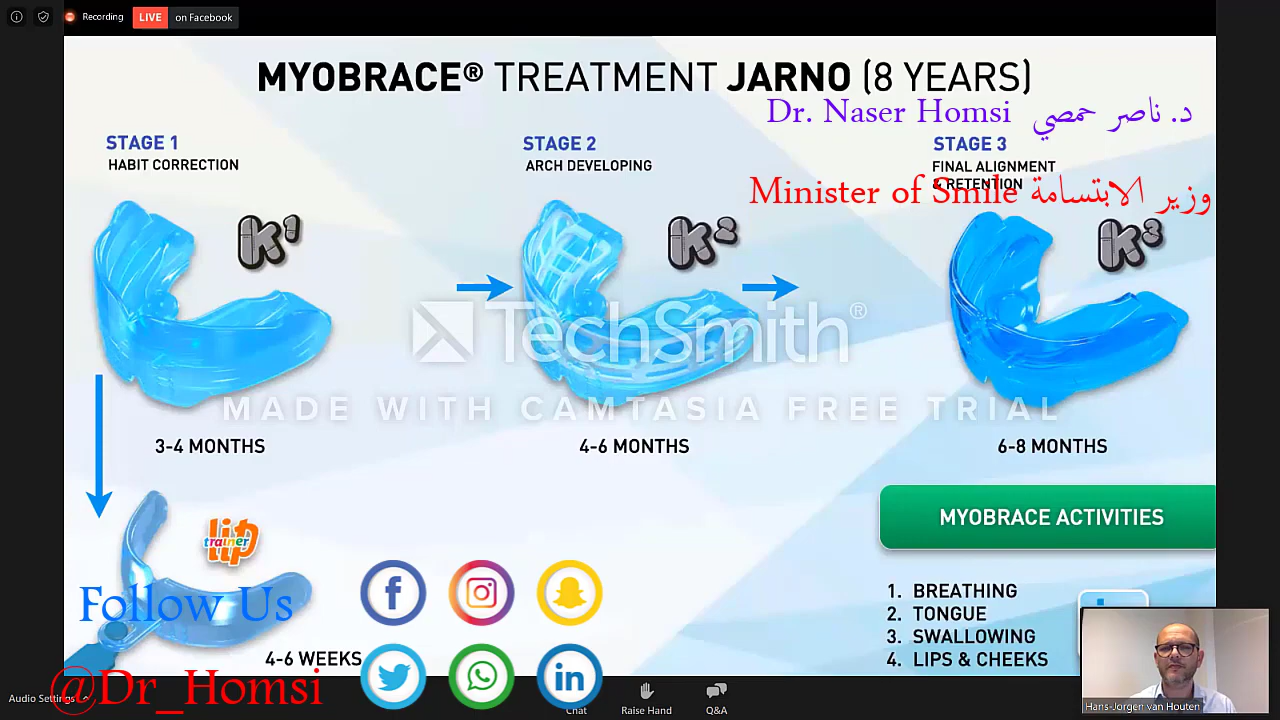 Recording
LIVE
on Facebook
MYOBRACE® TREATMENT JARNO (8 YEARS)
Dr. Naser Homsi د. ناصر حمصي
STAGE 1
HABIT CORRECTION
STAGE 2
ARCH DEVELOPING
STAGE 3
FINAL ALIGNMENT
& RETENTION
Minister of Smile وزير الابتسامة
K1
K2
K3
TechSmith®
MADE WITH CAMTASIA FREE TRIAL
3-4 MONTHS
4-6 MONTHS
6-8 MONTHS
lip trainer
MYOBRACE ACTIVITIES
Follow Us
1. BREATHING
2. TONGUE
3. SWALLOWING
4. LIPS & CHEEKS
4-6 WEEKS
@Dr_Homsi
Audio Settings
Chat
Raise Hand
Q&A
Hans-Jorgen van Houten